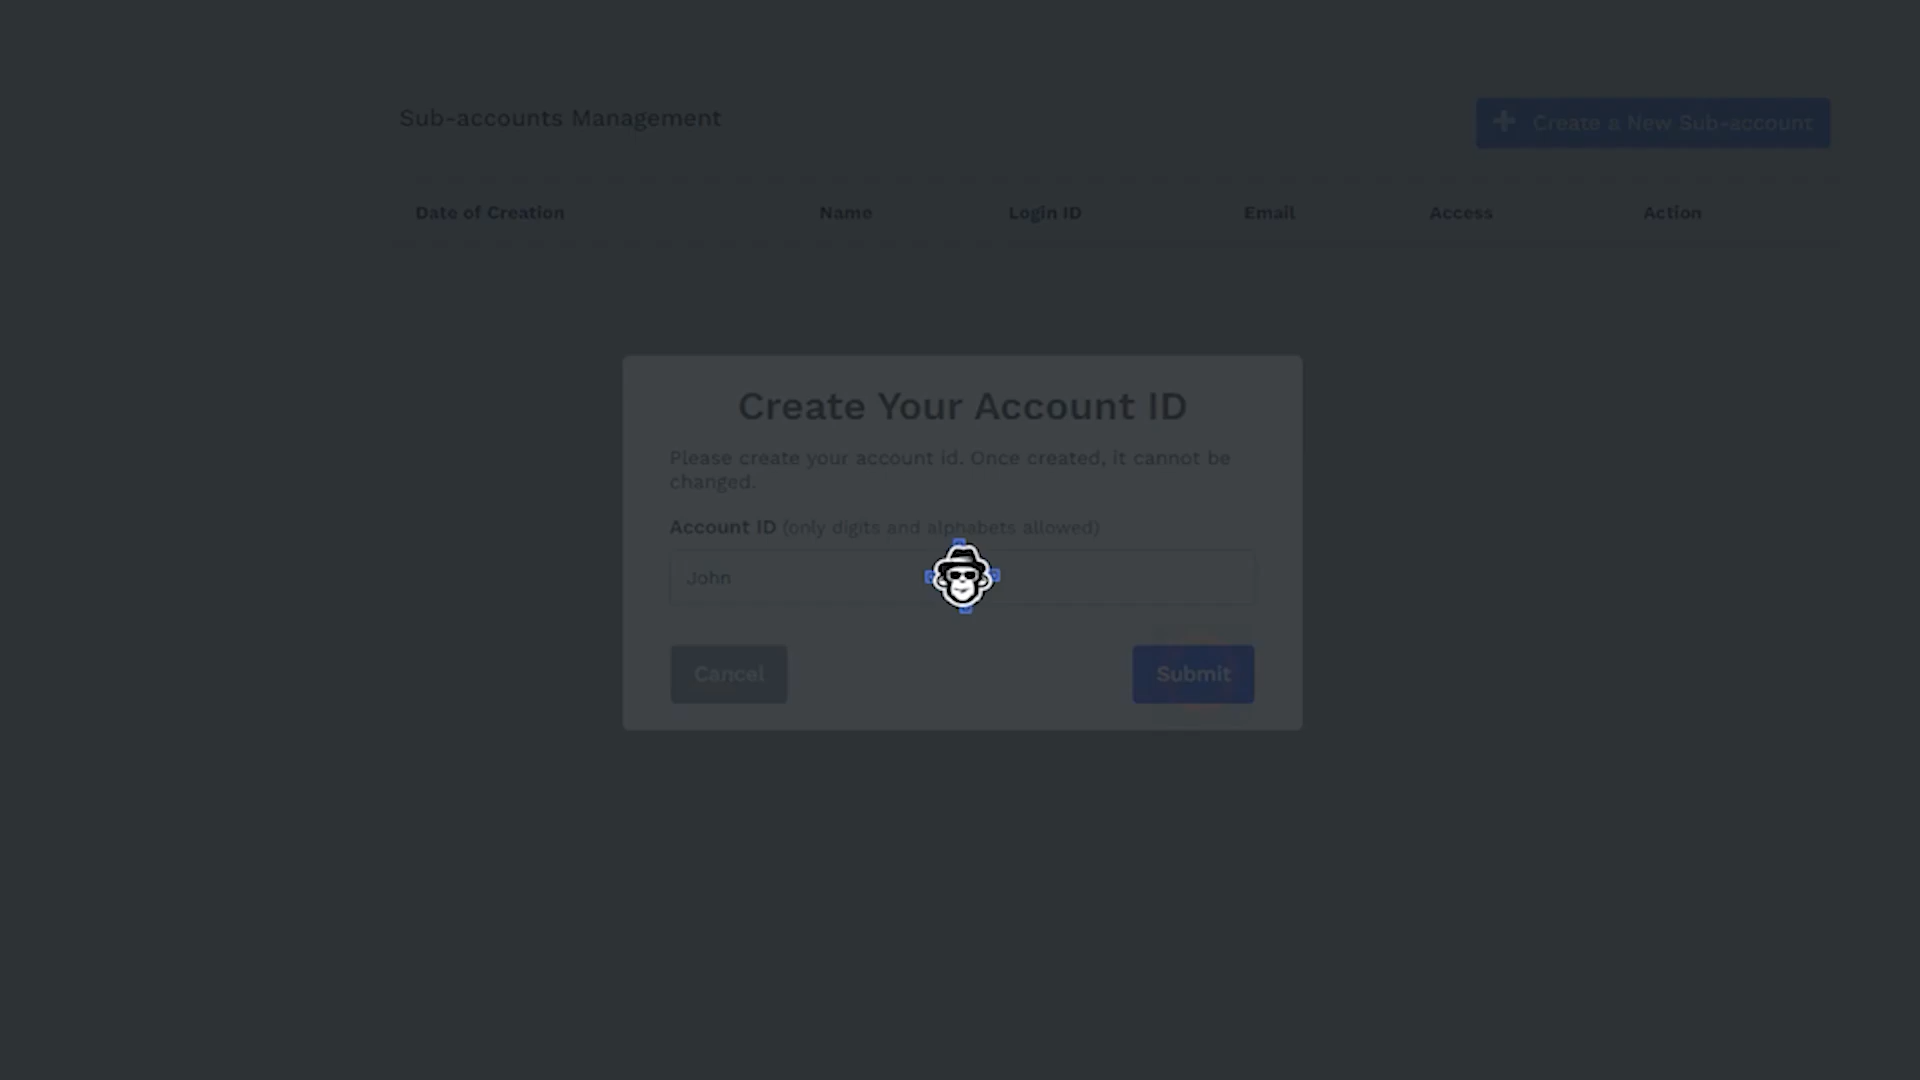 Sub-accounts Management
+ Create a New Sub-account
Date of Creation Name Login ID Email Access Action
Create Your Account ID
Please create your account id. Once created, it cannot be
changed.
Account ID (only digits and alphabets allowed)
John
Cancel Submit